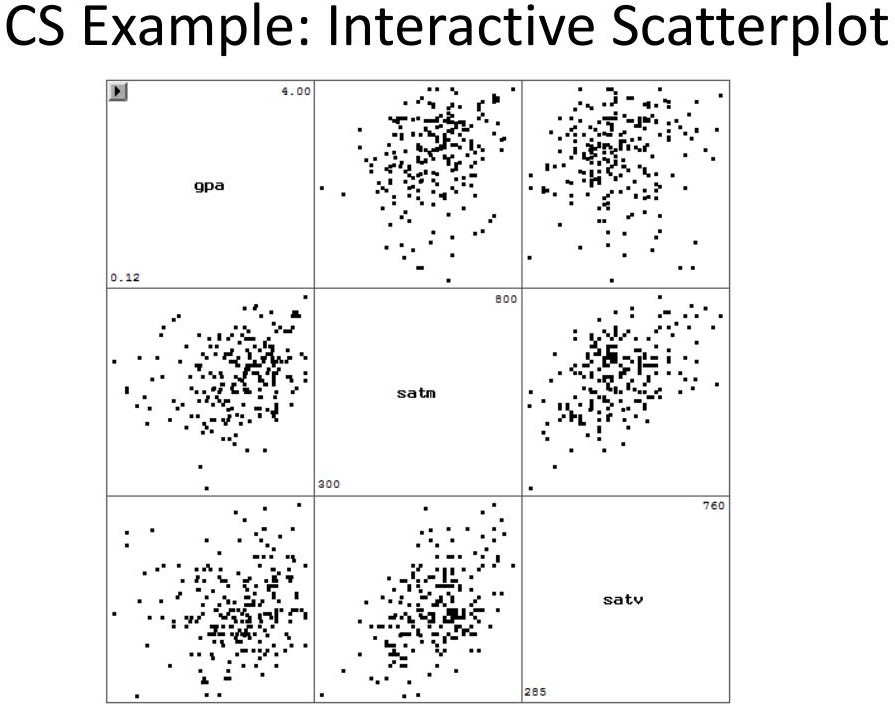 CS Example: Interactive Scatterplot
4.00
gpa
0.12
800
satm
300
760
satv
285